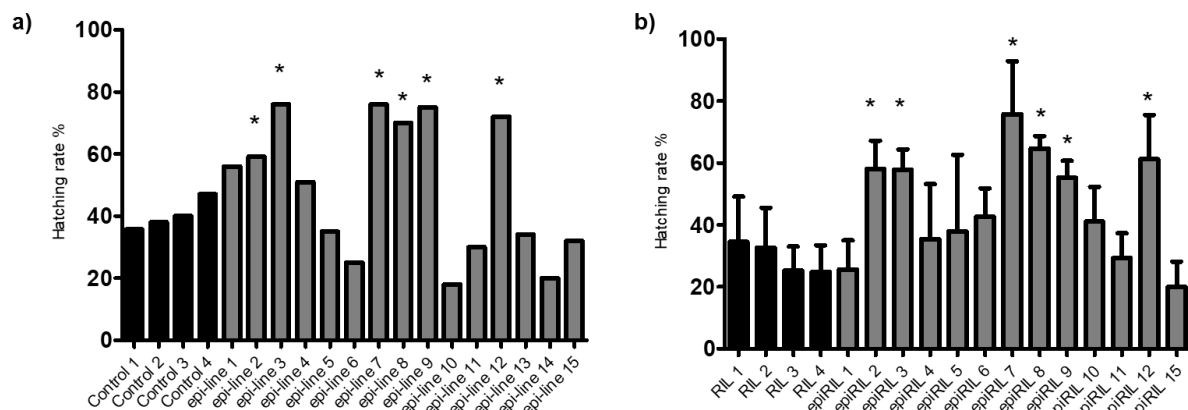 a)
Hatching rate %
100
80
60
40
20
0
* * * * * *
Control 1
Control 2
Control 3
Control 4
epi-line 1
epi-line 2
epi-line 3
epi-line 4
epi-line 5
epi-line 6
epi-line 7
epi-line 8
epi-line 9
epi-line 10
epi-line 11
epi-line 12
epi-line 13
epi-line 14
epi-line 15
b)
Hatching rate %
100
80
60
40
20
0
* * * * * *
RIL 1
RIL 2
RIL 3
RIL 4
epiRIL 1
epiRIL 2
epiRIL 3
epiRIL 4
epiRIL 5
epiRIL 6
epiRIL 7
epiRIL 8
epiRIL 9
epiRIL 10
epiRIL 11
epiRIL 12
epiRIL 15